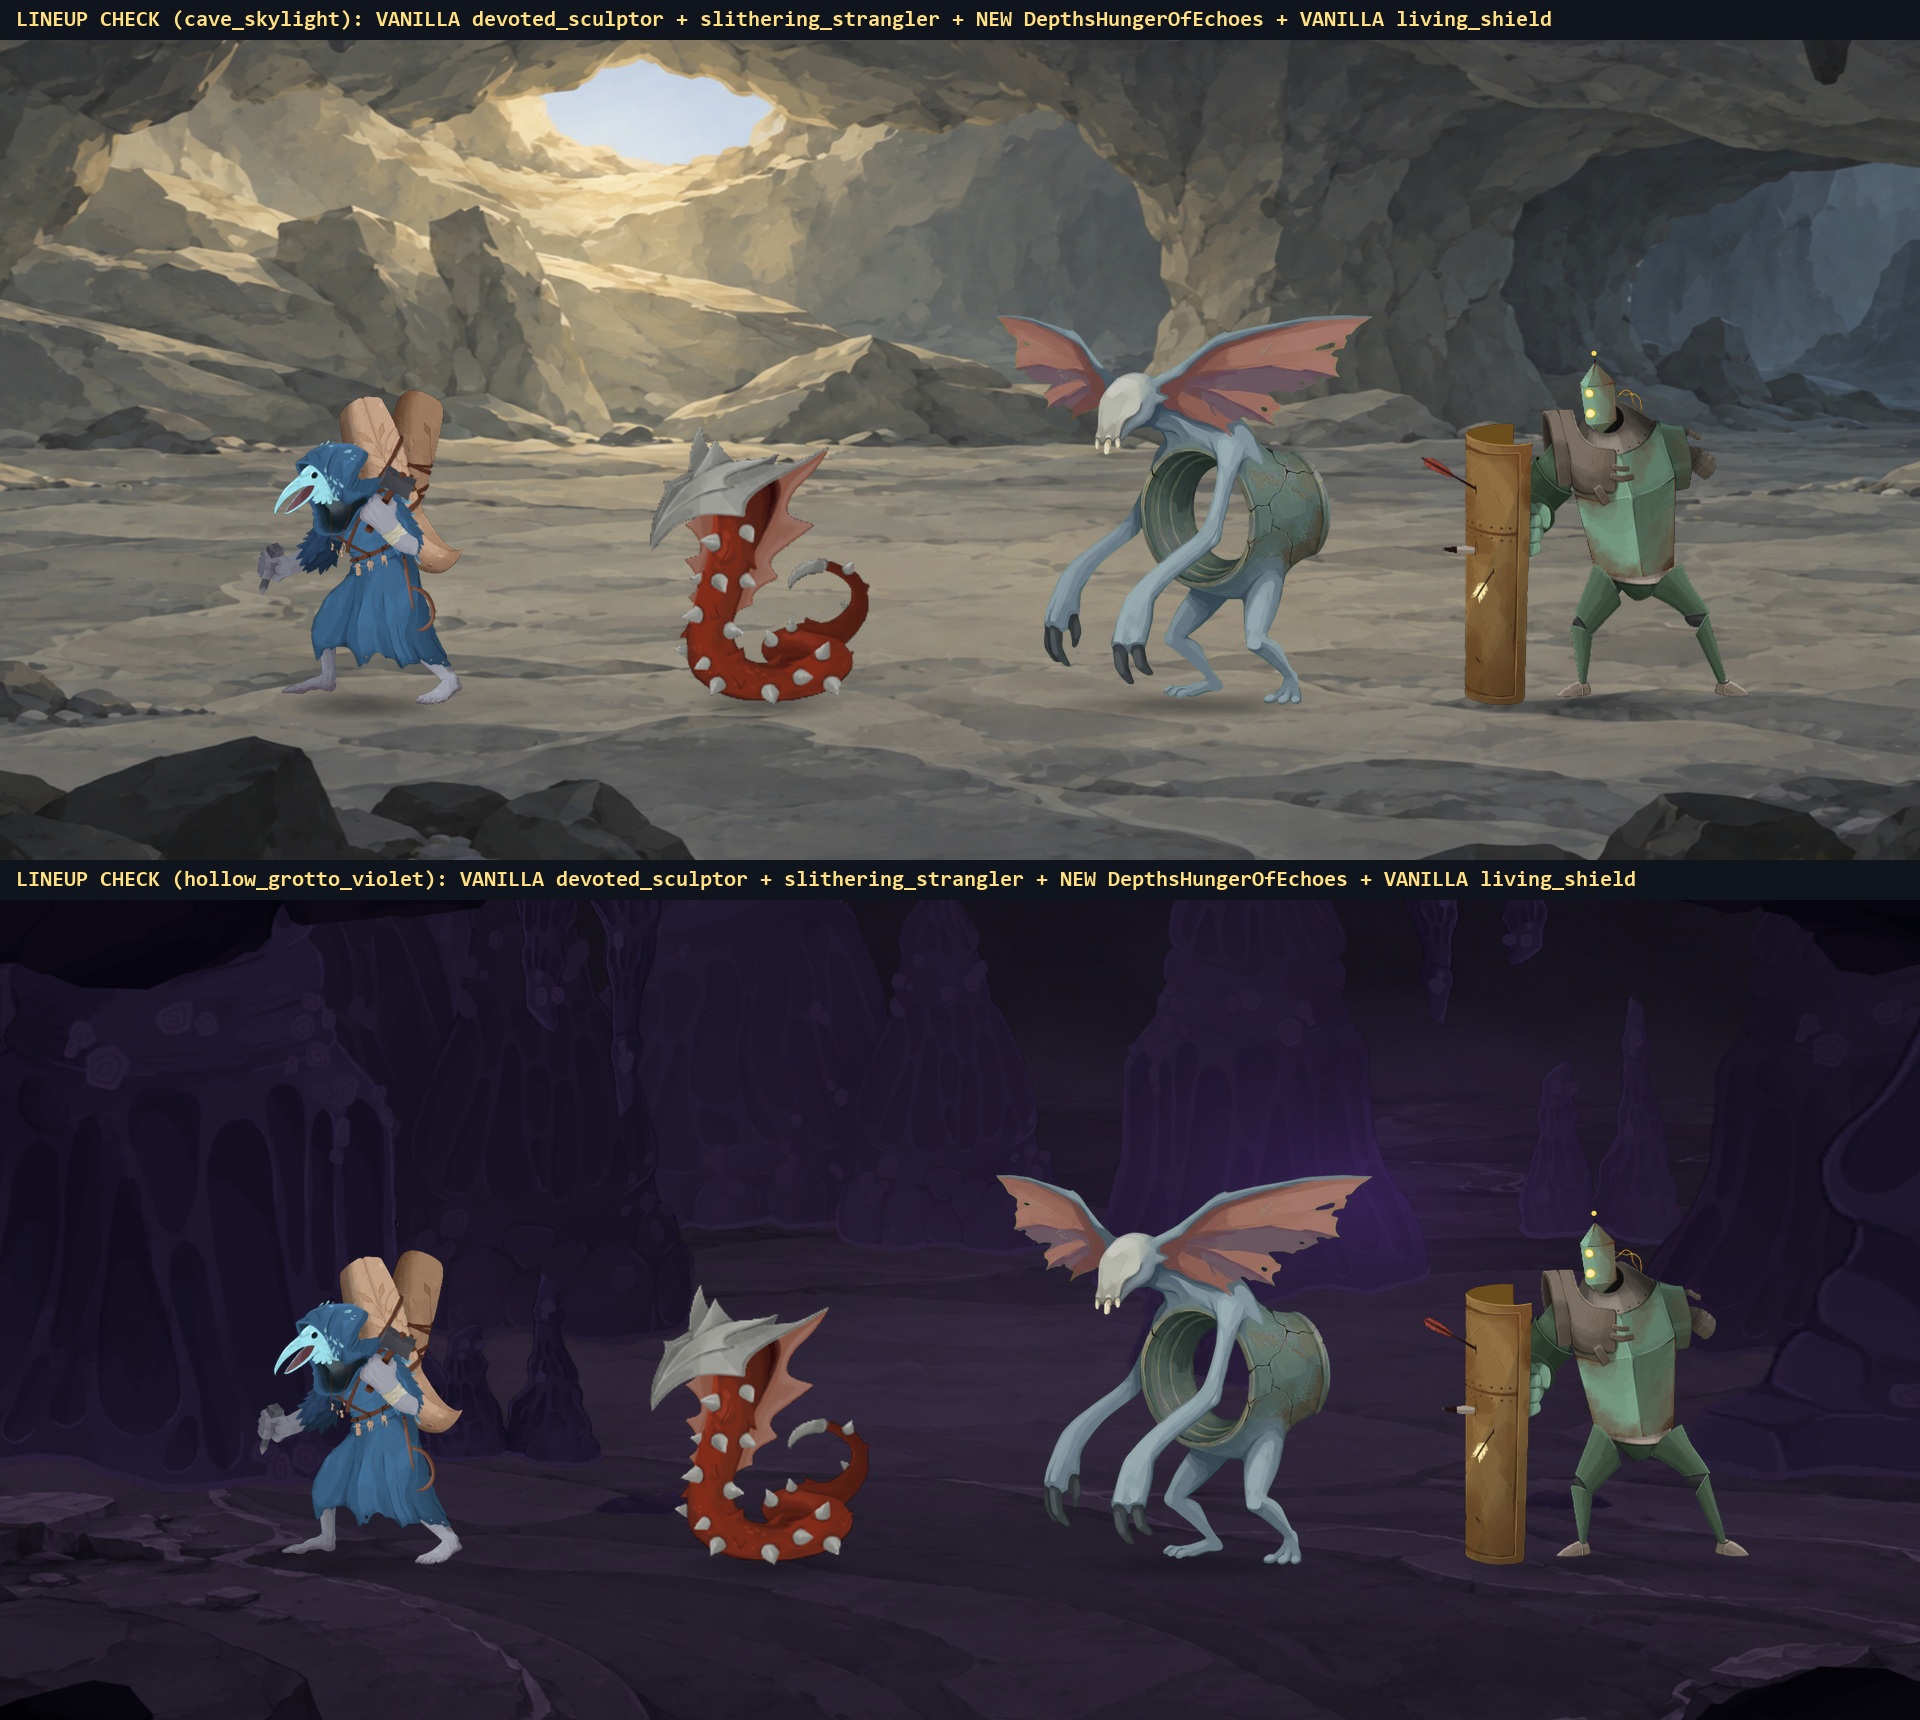 LINEUP CHECK (cave_skylight): VANILLA devoted_sculptor + slithering_strangler + NEW DepthsHungerOfEchoes + VANILLA living_shield
LINEUP CHECK (hollow_grotto_violet): VANILLA devoted_sculptor + slithering_strangler + NEW DepthsHungerOfEchoes + VANILLA living_shield